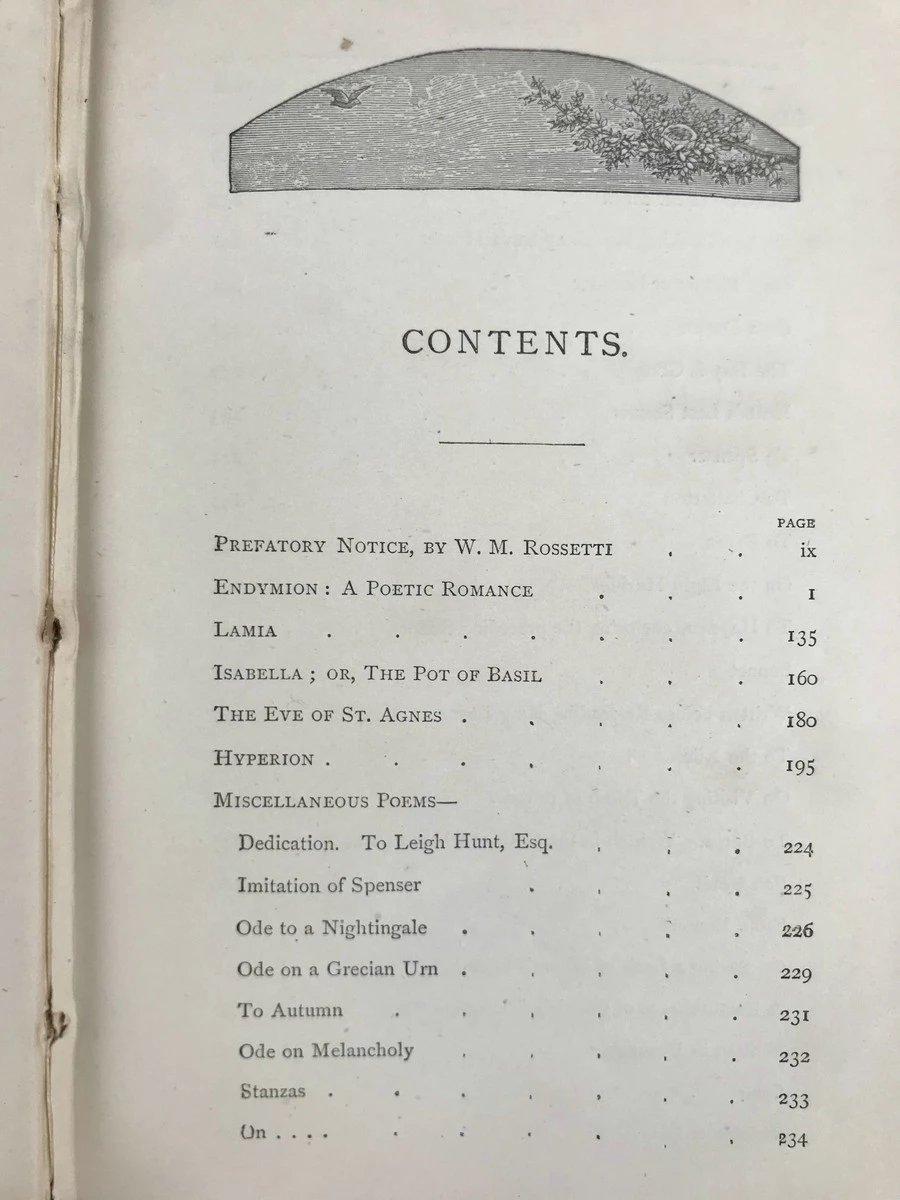 CONTENTS.
PAGE
PREFATORY NOTICE, BY W. M. ROSSETTI . . ix
ENDYMION : A POETIC ROMANCE . . . 1
LAMIA . . . . . . . 135
ISABELLA ; OR, THE POT OF BASIL . . . 160
THE EVE OF ST. AGNES . . . . . 180
HYPERION . . . . . . . 195
MISCELLANEOUS POEMS—
Dedication. To Leigh Hunt, Esq. . . . 224
Imitation of Spenser . . . . 225
Ode to a Nightingale . . . . . 226
Ode on a Grecian Urn . . . . . 229
To Autumn . . . . . . 231
Ode on Melancholy . . . . . 232
Stanzas . . . . . . . 233
On . . . . . . . . . . 234